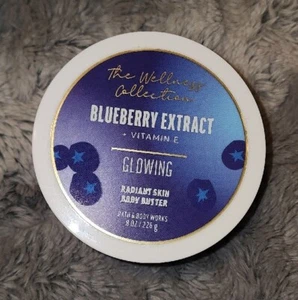 The Wellness
Collection
BLUEBERRY EXTRACT
+ VITAMIN E
GLOWING
RADIANT SKIN
BODY BUTTER
BATH & BODY WORKS
8 OZ / 226 g